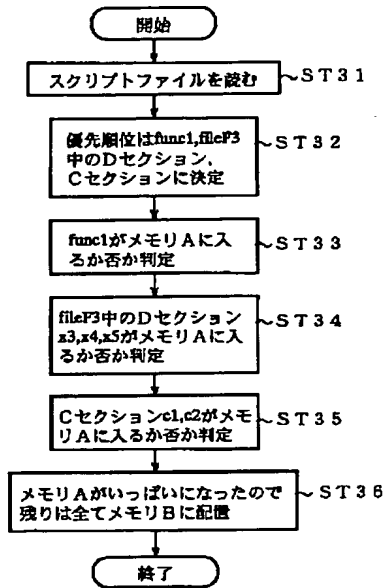 開始
スクリプトファイルを読む
~ST31
優先順位はfunc1,fileF3
中のDセクション、
Cセクションに決定
~ST32
func1がメモリAに入
るか否か判定
~ST33
fileF3中のDセクション
x3,x4,x5がメモリAに入
るか否か判定
~ST34
Cセクションc1,c2がメモ
リAに入るか否か判定
~ST35
メモリAがいっぱいになったので
残りは全てメモリBに配置
~ST36
終了